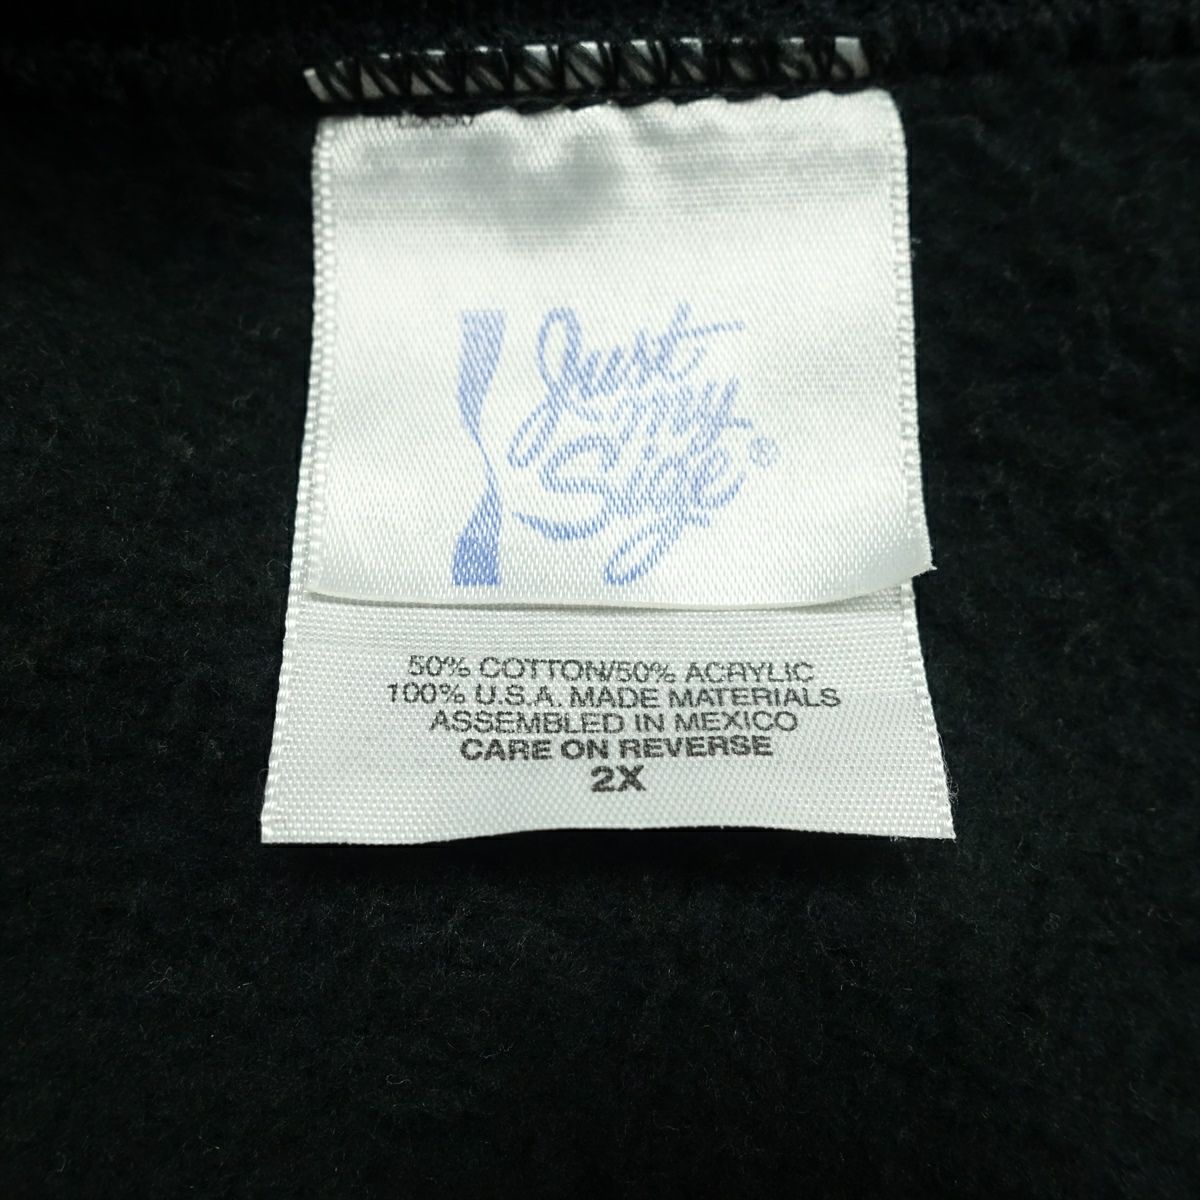 Just
my
Size®
50% COTTON/50% ACRYLIC
100% U.S.A. MADE MATERIALS
ASSEMBLED IN MEXICO
CARE ON REVERSE
2X